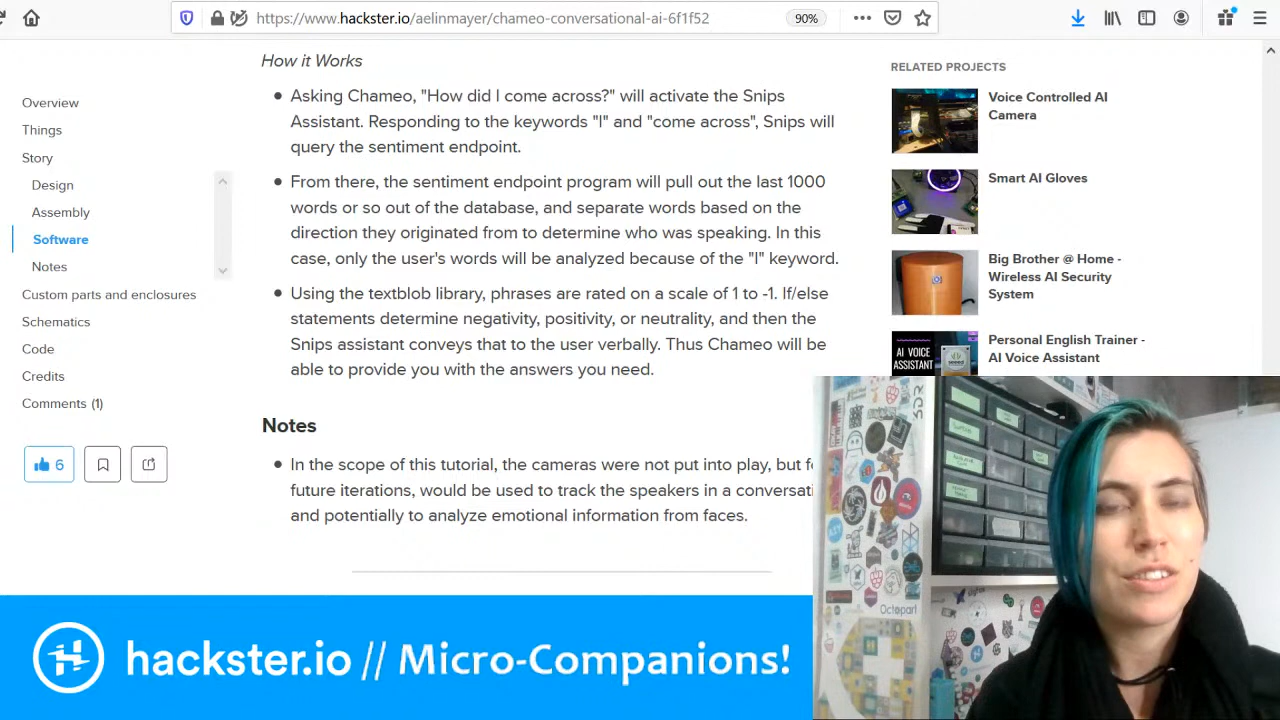 https://www.hackster.io/aelinmayer/chameo-conversational-ai-6f1f52
90%
Overview
Things
Story
Design
Assembly
Software
Notes
Custom parts and enclosures
Schematics
Code
Credits
Comments (1)
6
How it Works
Asking Chameo, "How did I come across?" will activate the Snips
Assistant. Responding to the keywords "I" and "come across", Snips will
query the sentiment endpoint.
From there, the sentiment endpoint program will pull out the last 1000
words or so out of the database, and separate words based on the
direction they originated from to determine who was speaking. In this
case, only the user's words will be analyzed because of the "I" keyword.
Using the textblob library, phrases are rated on a scale of 1 to -1. If/else
statements determine negativity, positivity, or neutrality, and then the
Snips assistant conveys that to the user verbally. Thus Chameo will be
able to provide you with the answers you need.
Notes
In the scope of this tutorial, the cameras were not put into play, but
future iterations, would be used to track the speakers in a
and potentially to analyze emotional information from faces.
RELATED PROJECTS
Voice Controlled AI
Camera
Smart AI Gloves
Big Brother @ Home -
Wireless AI Security
System
Personal English Trainer -
AI Voice Assistant
AI VOICE
ASSISTANT
seeed
Octopart
hackster.io // Micro-Companions!